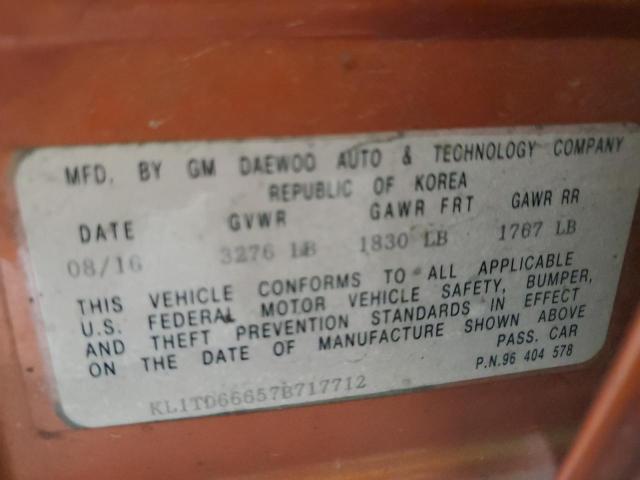 MFD. BY GM DAEWOO AUTO & TECHNOLOGY COMPANY
REPUBLIC OF KOREA
DATE GVWR GAWR FRT GAWR RR
08/16 3276 LB 1830 LB 1767 LB
THIS VEHICLE CONFORMS TO ALL APPLICABLE
U.S. FEDERAL MOTOR VEHICLE SAFETY, BUMPER,
AND THEFT PREVENTION STANDARDS IN EFFECT
ON THE DATE OF MANUFACTURE SHOWN ABOVE
PASS. CAR
P.N.96 404 578
KL1TD66657B717712